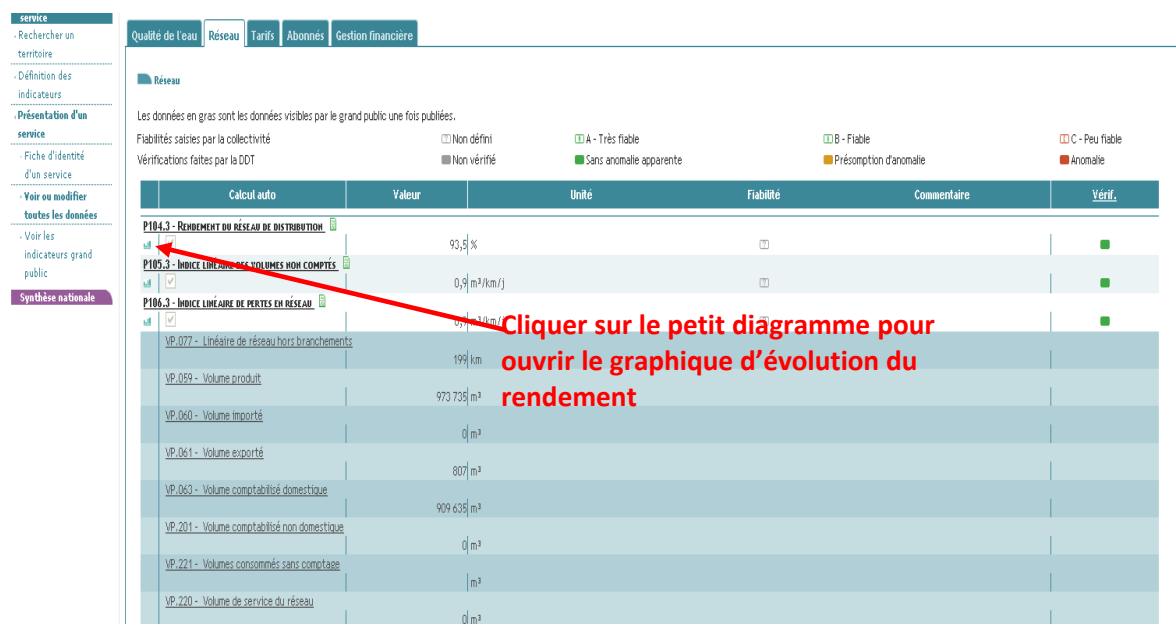 service
Rechercher un
territoire
Définition des
indicateurs
Présentation d'un
service
Fiche d'identité
d'un service
Voir ou modifier
toutes les données
Voir les
indicateurs grand
public
Synthèse nationale
Qualité de l'eau Réseau Tarifs Abonnés Gestion financière
Réseau
Les données en gras sont les données visibles par le grand public une fois publiées.
Fiabilités saisies par la collectivité ? Non défini A - Très fiable B - Fiable C - Peu fiable
Vérifications faites par la DDT Non vérifié Sans anomalie apparente Présomption d'anomalie Anomalie
Calcul auto Valeur Unité Fiabilité Commentaire Vérif.
P104.3 - Rendement du réseau de distribution
93,5 % ?
P105.3 - Indice linéaire des volumes non comptés
0,9 m³/km/j ?
P106.3 - Indice linéaire de pertes en réseau
0,9 m³/km/j
Cliquer sur le petit diagramme pour
ouvrir le graphique d'évolution du
rendement
VP.077 - Linéaire de réseau hors branchements
199 km
VP.059 - Volume produit
973 735 m³
VP.060 - Volume importé
0 m³
VP.061 - Volume exporté
807 m³
VP.063 - Volume comptabilisé domestique
909 635 m³
VP.201 - Volume comptabilisé non domestique
0 m³
VP.221 - Volumes consommés sans comptage
m³
VP.220 - Volume de service du réseau
0 m³